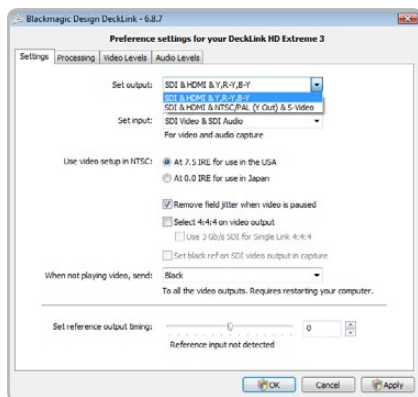 Blackmagic Design DeckLink - 6.8.7
Preference settings for your DeckLink HD Extreme 3
Settings Processing Video Levels Audio Levels
Set output: SDI & HDMI & Y,R-Y,B-Y
SDI & HDMI & Y,R-Y,B-Y
SDI & HDMI & NTSC/PAL (Y Out) & S-Video
Set input: SDI Video & SDI Audio
For video and audio capture
Use video setup in NTSC: At 7.5 IRE for use in the USA
At 0.0 IRE for use in Japan
Remove field jitter when video is paused
Select 4:4:4 on video output
Use 3 Gb/s SDI for Single Link 4:4:4
Set black ref on SDI video output in capture
When not playing video, send: Black
To all the video outputs. Requires restarting your computer.
Set reference output timing: 0
Reference input not detected
OK Cancel Apply